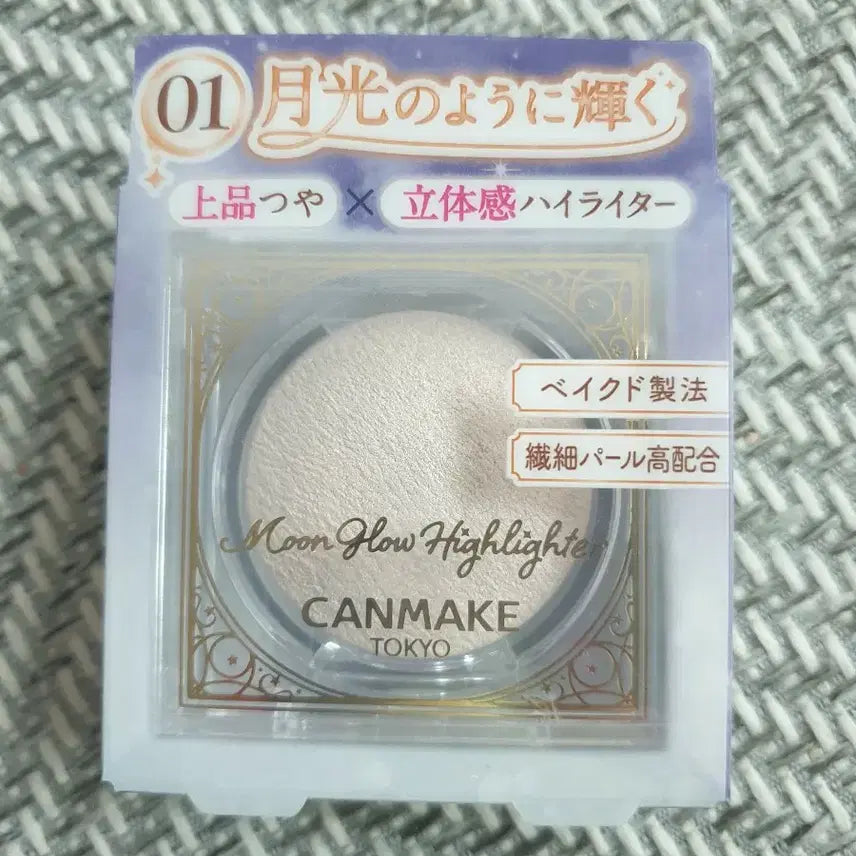 01 月光のように輝く
上品つや × 立体感ハイライター
ベイクド製法
繊細パール高配合
Moon Glow Highlighter
CANMAKE
TOKYO